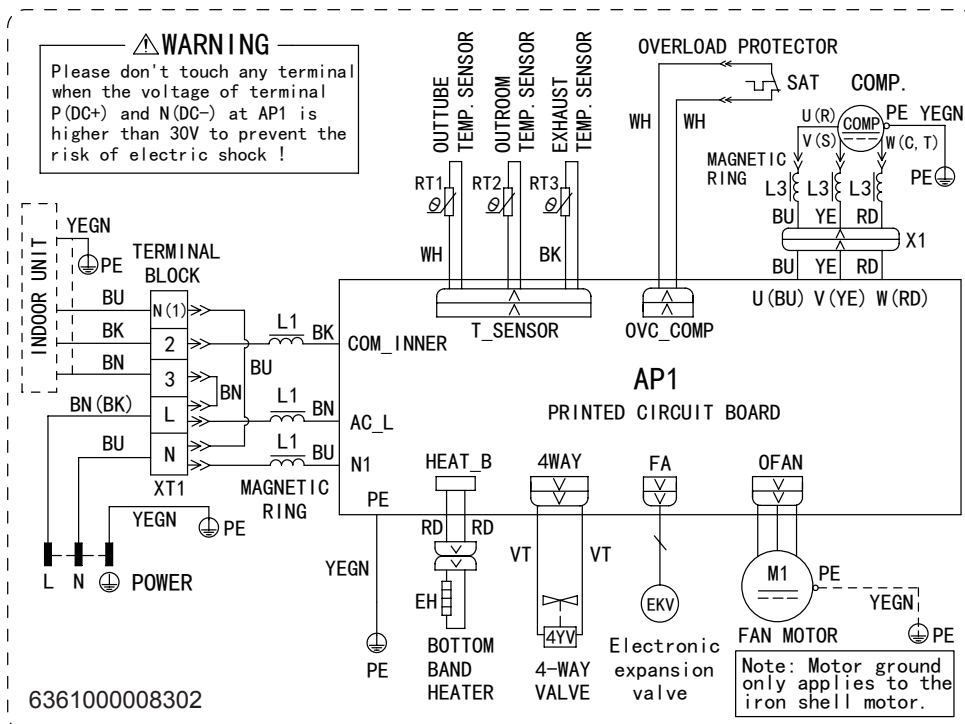 WARNING
Please don't touch any terminal
when the voltage of terminal
P(DC+) and N(DC-) at AP1 is
higher than 30V to prevent the
risk of electric shock !
OUTTUBE
TEMP. SENSOR
OUTROOM
TEMP. SENSOR
EXHAUST
TEMP. SENSOR
RT1
RT2
RT3
θ
θ
θ
WH
BK
T_SENSOR
OVERLOAD PROTECTOR
SAT
WH
WH
OVC_COMP
COMP.
U(R)
COMP
PE
YEGN
V(S)
W(C,T)
MAGNETIC
RING
L3
L3
L3
PE
BU
YE
RD
X1
BU
YE
RD
U(BU) V(YE) W(RD)
INDOOR UNIT
YEGN
PE
TERMINAL
BLOCK
BU
N(1)
BK
2
BN
3
BN(BK)
L
BU
N
XT1
BU
BN
L1
BK
COM_INNER
L1
BN
AC_L
L1
BU
N1
MAGNETIC
RING
AP1
PRINTED CIRCUIT BOARD
YEGN
PE
L
N
POWER
PE
YEGN
PE
HEAT_B
RD
RD
EH
BOTTOM
BAND
HEATER
4WAY
VT
VT
4YV
4-WAY
VALVE
FA
EKV
Electronic
expansion
valve
OFAN
M1
PE
YEGN
PE
FAN MOTOR
Note: Motor ground
only applies to the
iron shell motor.
6361000008302